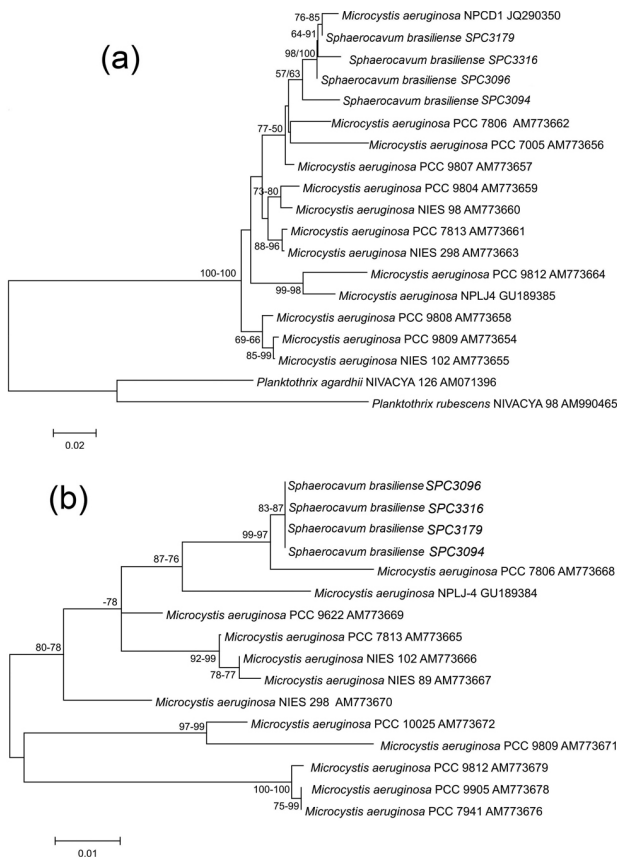 (a)
76-85
Microcystis aeruginosa NPCD1 JQ290350
64-91
Sphaerocavum brasiliense SPC3179
98/100
Sphaerocavum brasiliense SPC3316
57/63
Sphaerocavum brasiliense SPC3096
Sphaerocavum brasiliense SPC3094
77-50
Microcystis aeruginosa PCC 7806 AM773662
Microcystis aeruginosa PCC 7005 AM773656
Microcystis aeruginosa PCC 9807 AM773657
73-80
Microcystis aeruginosa PCC 9804 AM773659
Microcystis aeruginosa NIES 98 AM773660
Microcystis aeruginosa PCC 7813 AM773661
88-96
Microcystis aeruginosa NIES 298 AM773663
100-100
Microcystis aeruginosa PCC 9812 AM773664
99-98
Microcystis aeruginosa NPLJ4 GU189385
Microcystis aeruginosa PCC 9808 AM773658
69-66
Microcystis aeruginosa PCC 9809 AM773654
85-99
Microcystis aeruginosa NIES 102 AM773655
Planktothrix agardhii NIVACYA 126 AM071396
Planktothrix rubescens NIVACYA 98 AM990465
0.02
(b)
Sphaerocavum brasiliense SPC3096
83-87
Sphaerocavum brasiliense SPC3316
Sphaerocavum brasiliense SPC3179
99-97
Sphaerocavum brasiliense SPC3094
87-76
Microcystis aeruginosa PCC 7806 AM773668
Microcystis aeruginosa NPLJ-4 GU189384
-78
Microcystis aeruginosa PCC 9622 AM773669
Microcystis aeruginosa PCC 7813 AM773665
80-78
92-99
Microcystis aeruginosa NIES 102 AM773666
78-77
Microcystis aeruginosa NIES 89 AM773667
Microcystis aeruginosa NIES 298 AM773670
97-99
Microcystis aeruginosa PCC 10025 AM773672
Microcystis aeruginosa PCC 9809 AM773671
Microcystis aeruginosa PCC 9812 AM773679
100-100
Microcystis aeruginosa PCC 9905 AM773678
75-99
Microcystis aeruginosa PCC 7941 AM773676
0.01